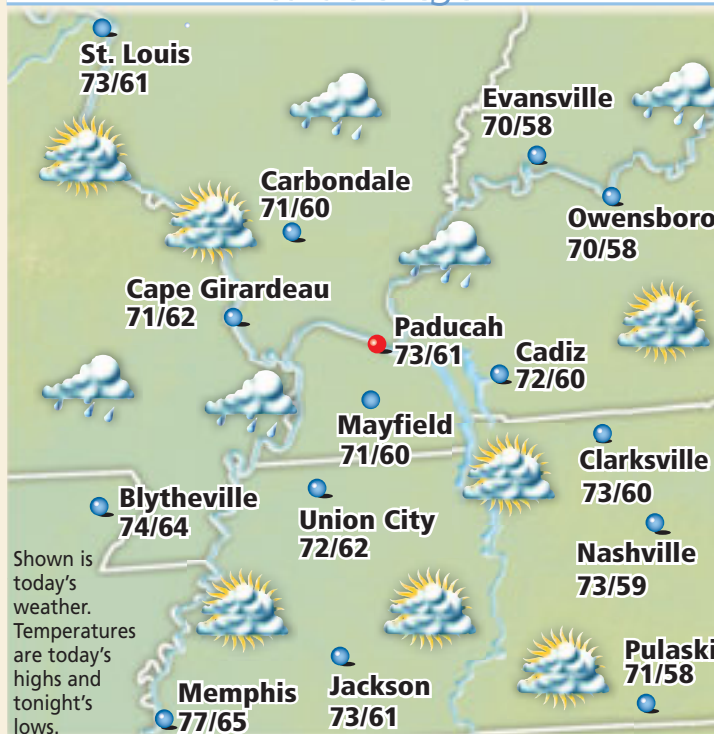 St. Louis
73/61
Evansville
70/58
Carbondale
71/60
Owensboro
70/58
Cape Girardeau
71/62
Paducah
73/61
Cadiz
72/60
Mayfield
71/60
Clarksville
73/60
Blytheville
74/64
Union City
72/62
Nashville
73/59
Shown is
today's
weather.
Temperatures
are today's
highs and
tonight's
lows.
Pulaski
71/58
Memphis
77/65
Jackson
73/61